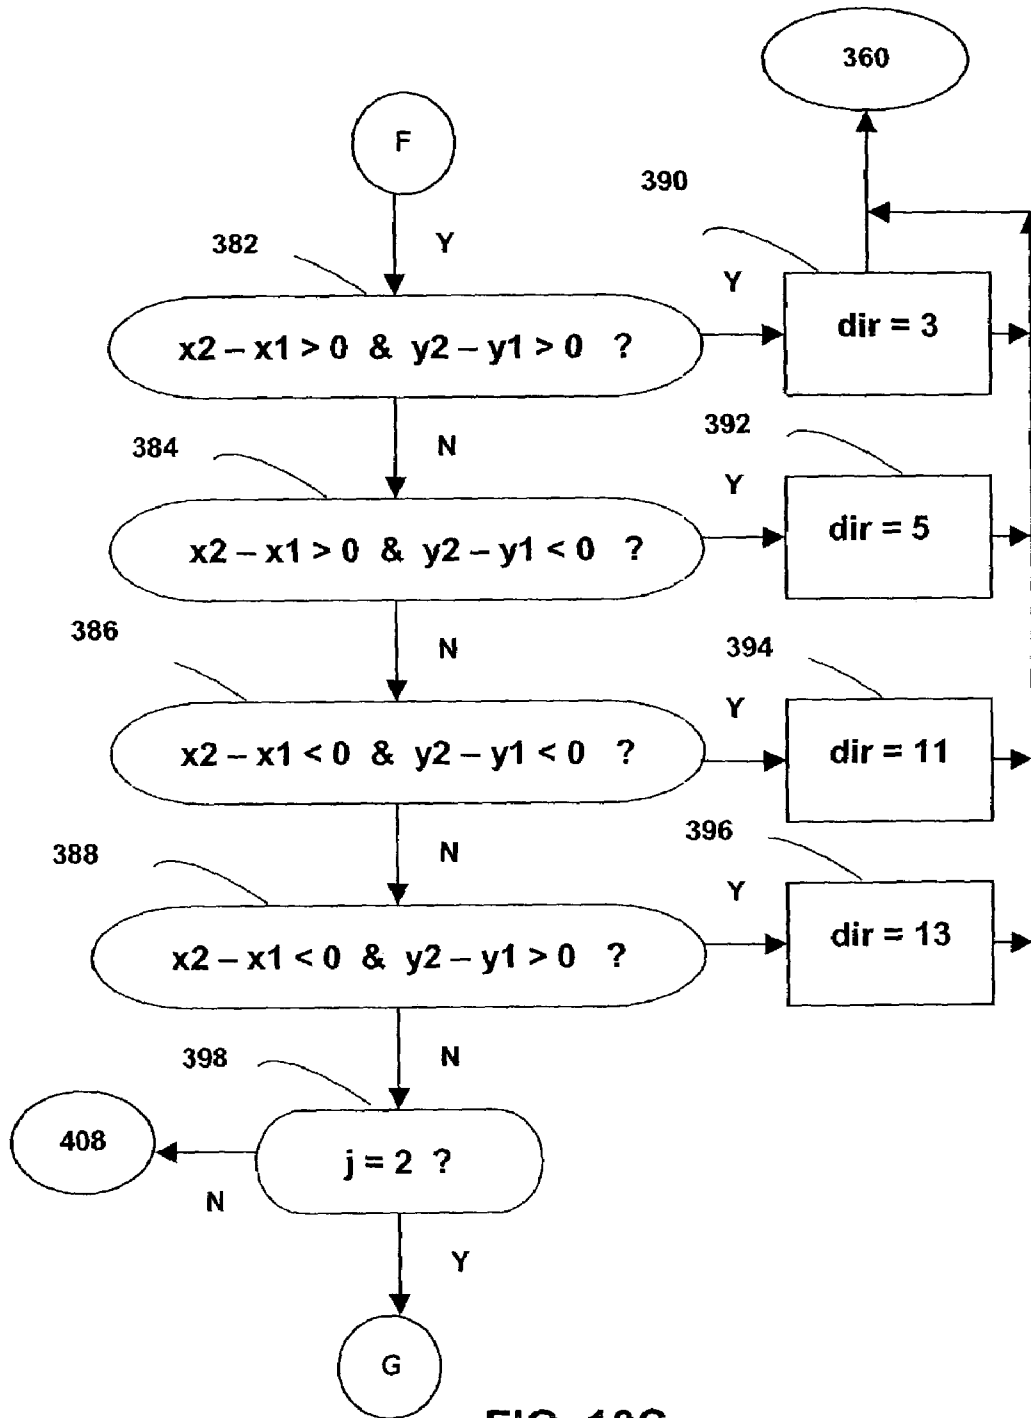 360
F
390
382
Y
Y
x2 – x1 > 0 & y2 – y1 > 0 ?
dir = 3
392
384
N
Y
x2 – x1 > 0 & y2 – y1 < 0 ?
dir = 5
386
N
394
Y
x2 – x1 < 0 & y2 – y1 < 0 ?
dir = 11
396
388
N
Y
x2 – x1 < 0 & y2 – y1 > 0 ?
dir = 13
398
N
408
j = 2 ?
N
Y
G